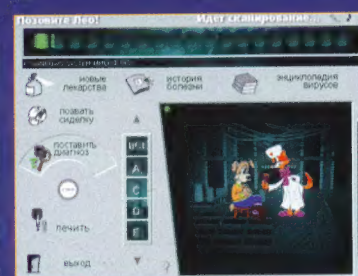 Позовите Лео!
Идет сканирование...
новые
лекарства
история
болезни
энциклопедия
вирусов
позвать
сиделку
поставить
диагноз
A
C
D
E
лечить
выход
?